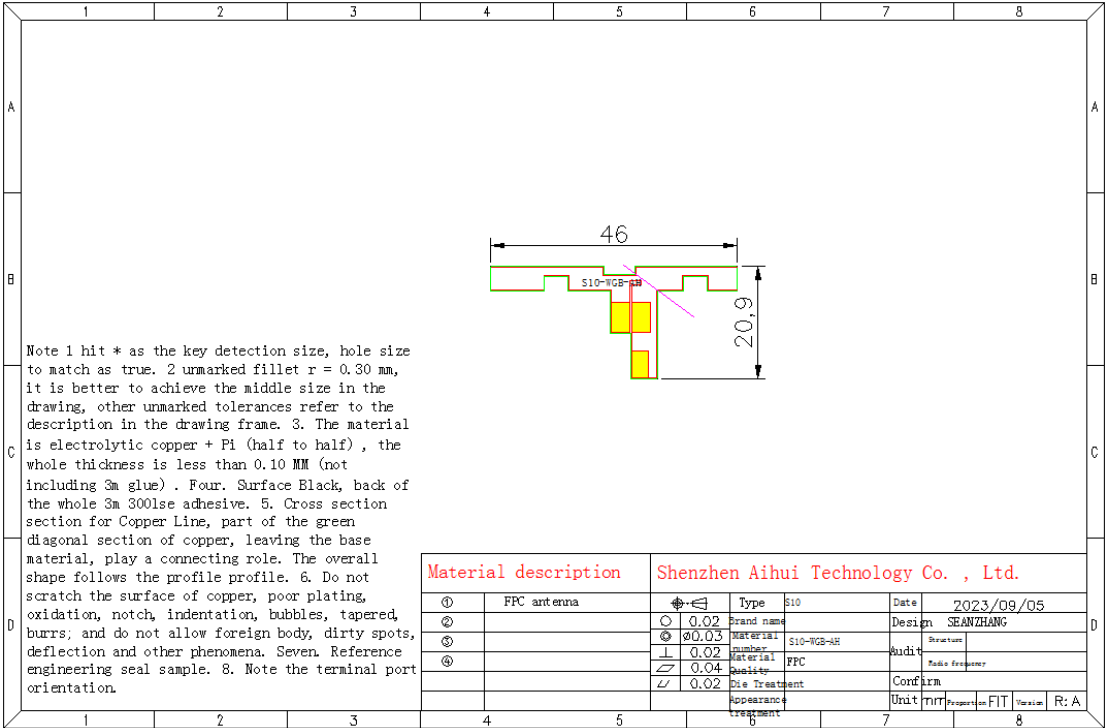 1 2 3 4 5 6 7 8
A A
46
B B
S10-WGB-AH
20,9
Note 1 hit * as the key detection size, hole size
to match as true. 2 unmarked fillet r = 0.30 mm,
it is better to achieve the middle size in the
drawing, other unmarked tolerances refer to the
description in the drawing frame. 3. The material
is electrolytic copper + Pi (half to half) , the
C C
whole thickness is less than 0.10 MM (not
including 3m glue) . Four. Surface Black, back of
the whole 3m 300lse adhesive. 5. Cross section
section for Copper Line, part of the green
diagonal section of copper, leaving the base
material, play a connecting role. The overall
shape follows the profile profile. 6. Do not
scratch the surface of copper, poor plating,
oxidation, notch, indentation, bubbles, tapered,
burrs; and do not allow foreign body, dirty spots,
deflection and other phenomena. Seven. Reference
engineering seal sample. 8. Note the terminal port
orientation.
D D
Material description Shenzhen Aihui Technology Co. , Ltd.
① FPC antenna Type S10 Date 2023/09/05
② 0.02 Brand name Design SEANZHANG
③ ø0.03 Material number S10-WGB-AH Audit Structure
④ 0.02 Material Quality FPC Radio frequency
0.04
0.02 Die Treatment Confirm
Appearance treatment Unit mm Proportion FIT Version R:A
1 2 3 4 5 6 7 8